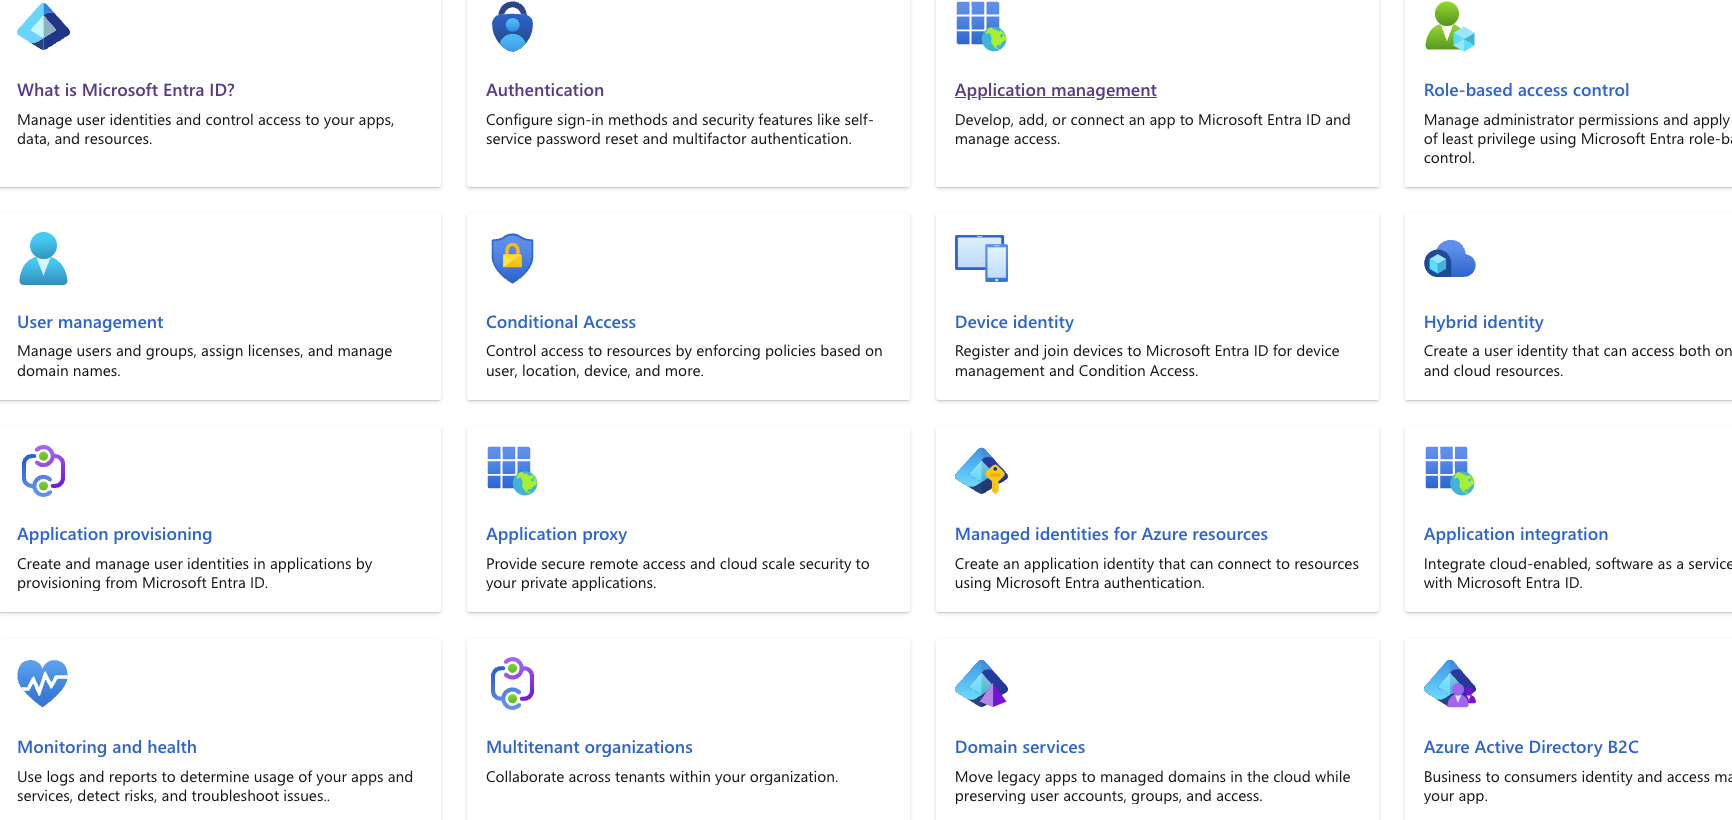 What is Microsoft Entra ID?
Manage user identities and control access to your apps,
data, and resources.
Authentication
Configure sign-in methods and security features like self-
service password reset and multifactor authentication.
Application management
Develop, add, or connect an app to Microsoft Entra ID and
manage access.
Role-based access control
Manage administrator permissions and apply
of least privilege using Microsoft Entra role-ba
control.
User management
Manage users and groups, assign licenses, and manage
domain names.
Conditional Access
Control access to resources by enforcing policies based on
user, location, device, and more.
Device identity
Register and join devices to Microsoft Entra ID for device
management and Condition Access.
Hybrid identity
Create a user identity that can access both on
and cloud resources.
Application provisioning
Create and manage user identities in applications by
provisioning from Microsoft Entra ID.
Application proxy
Provide secure remote access and cloud scale security to
your private applications.
Managed identities for Azure resources
Create an application identity that can connect to resources
using Microsoft Entra authentication.
Application integration
Integrate cloud-enabled, software as a service
with Microsoft Entra ID.
Monitoring and health
Use logs and reports to determine usage of your apps and
services, detect risks, and troubleshoot issues..
Multitenant organizations
Collaborate across tenants within your organization.
Domain services
Move legacy apps to managed domains in the cloud while
preserving user accounts, groups, and access.
Azure Active Directory B2C
Business to consumers identity and access ma
your app.